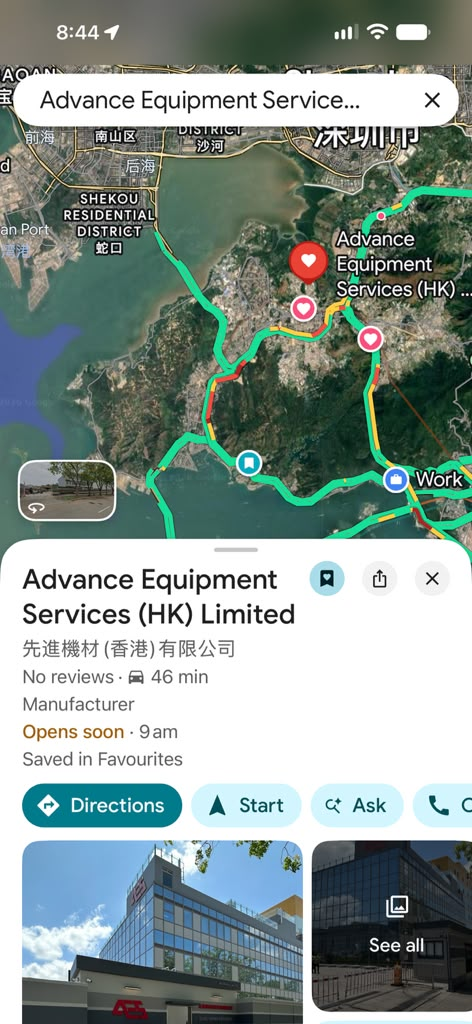 8:44
Advance Equipment Service...
前海
南山区
DISTRICT
沙河
深圳市
后海
SHEKOU
RESIDENTIAL
DISTRICT
蛇口
an Port
Advance
Equipment
Services (HK) ...
Work
Advance Equipment
Services (HK) Limited
先進機材 (香港) 有限公司
No reviews · 46 min
Manufacturer
Opens soon · 9 am
Saved in Favourites
Directions
Start
Ask
See all